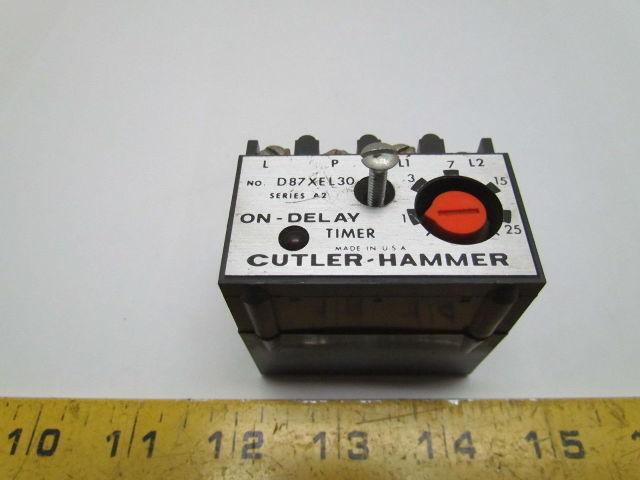 L P L1 L2
NO. D87XEL30
SERIES A2
ON-DELAY
TIMER
1 3 7 15 25
MADE IN U.S.A
CUTLER-HAMMER
10 11 12 13 14 15